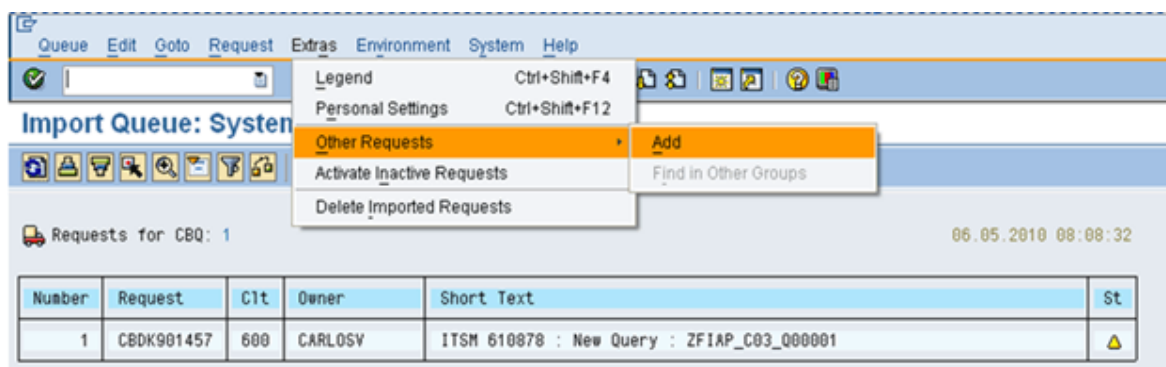 Queue Edit Goto Request Extras Environment System Help
Legend Ctrl+Shift+F4
Personal Settings Ctrl+Shift+F12
Import Queue: System
Other Requests Add
Activate Inactive Requests Find in Other Groups
Delete Imported Requests
Requests for CBQ: 1 06.05.2010 08:08:32
Number Request Clt Owner Short Text St
1 CBDK901457 600 CARLOSV ITSM 610878 : New Query : ZFIAP_C03_Q00001